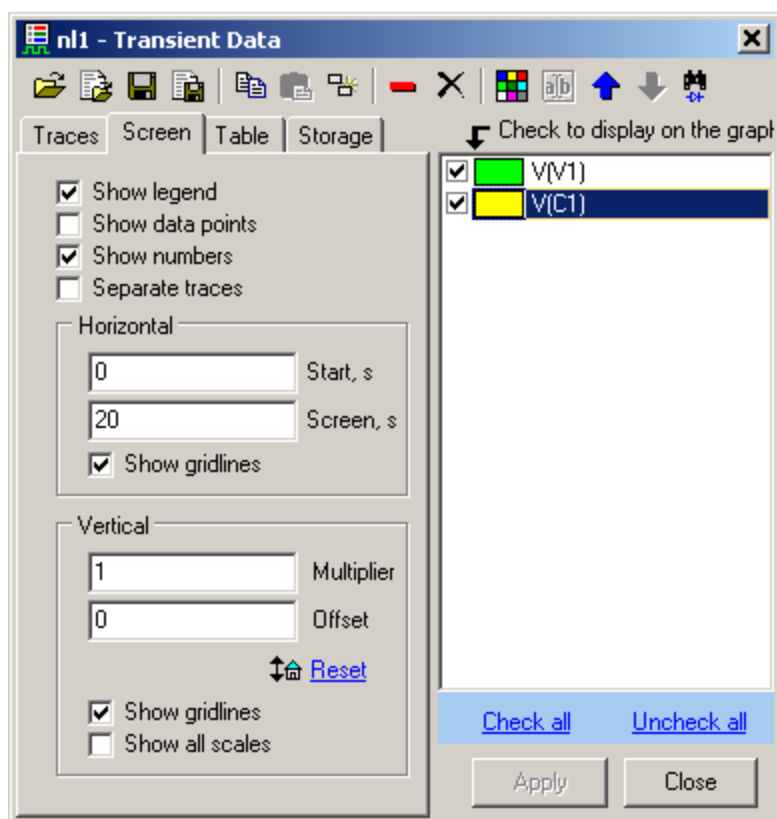 nl1 - Transient Data
Traces Screen Table Storage
Check to display on the graph
Show legend
Show data points
Show numbers
Separate traces
Horizontal
0 Start, s
20 Screen, s
Show gridlines
Vertical
1 Multiplier
0 Offset
Reset
Show gridlines
Show all scales
V(V1)
V(C1)
Check all Uncheck all
Apply Close